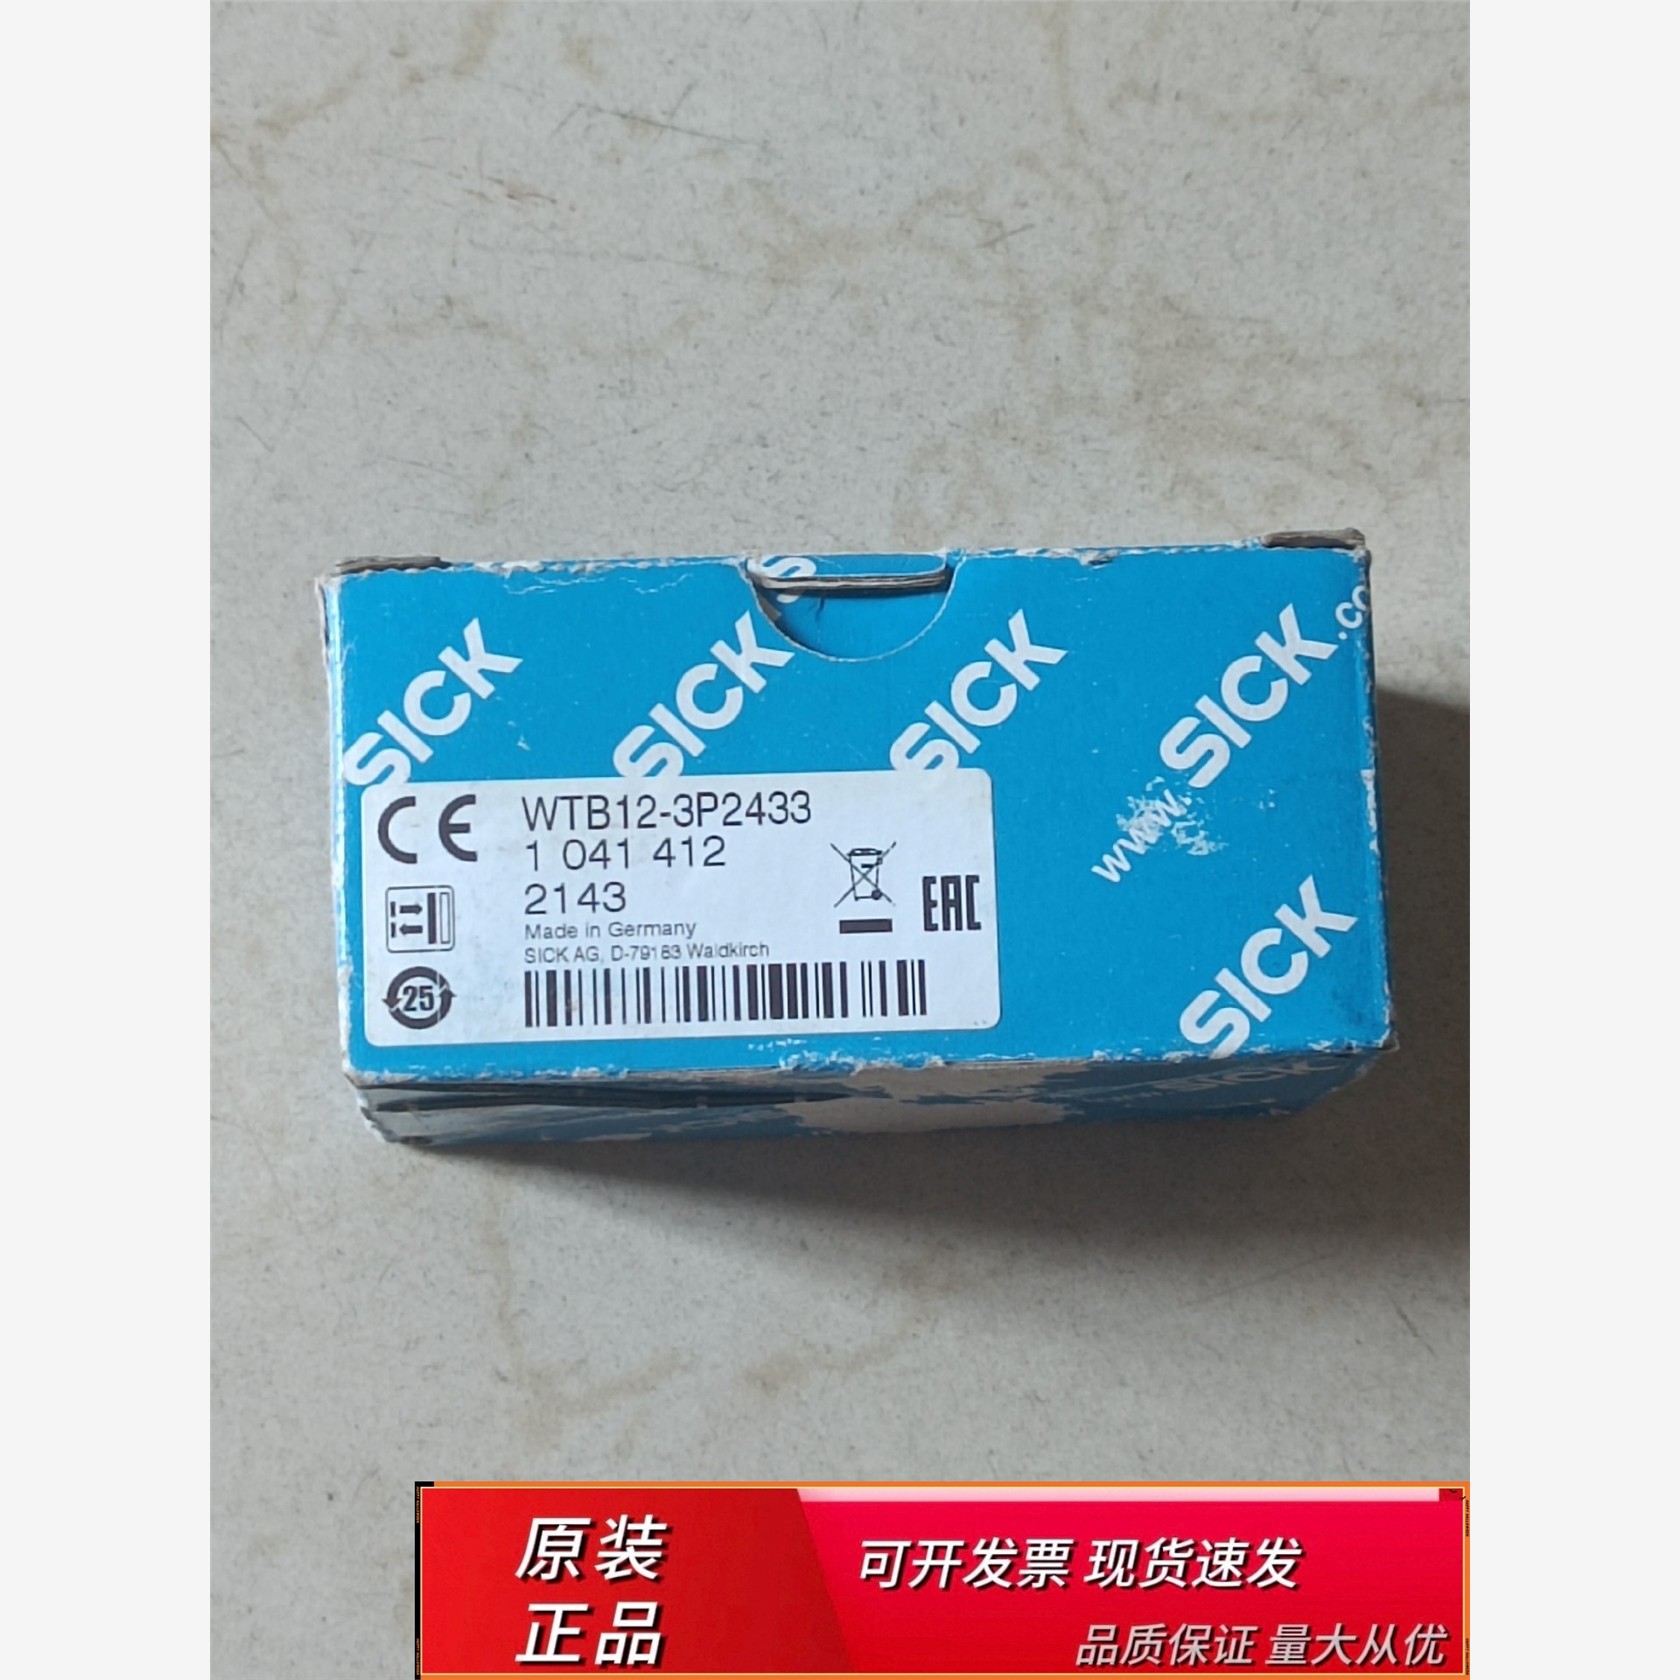 S
SICK
SICK
SICK
www.SICK.co
SICK
CE WTB12-3P2433
1 041 412
2143
Made in Germany
SICK AG, D-79183 Waldkirch
EAC
25
SICK
原装
正品
可开发票 现货速发
品质保证 量大从优